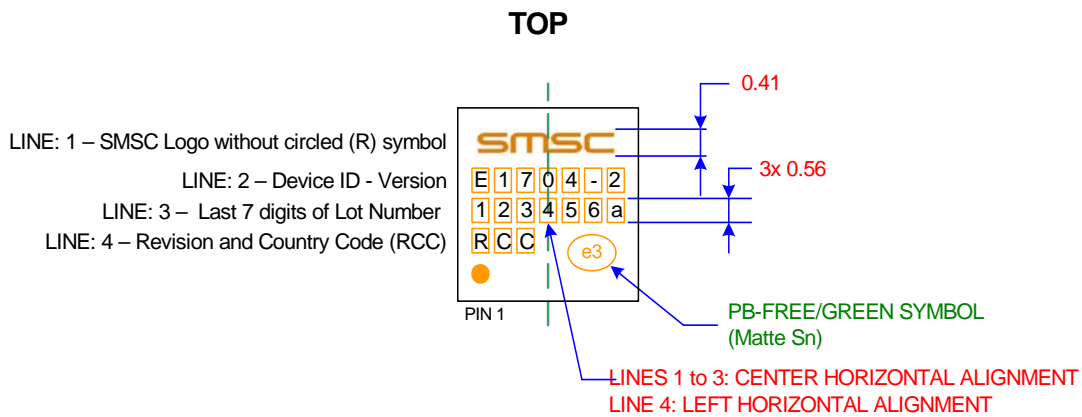 TOP
0.41
LINE: 1 – SMSC Logo without circled (R) symbol
SMSC
3x 0.56
LINE: 2 – Device ID - Version
E 1 7 0 4 - 2
LINE: 3 – Last 7 digits of Lot Number
1 2 3 4 5 6 a
LINE: 4 – Revision and Country Code (RCC)
R C C
e3
PIN 1
PB-FREE/GREEN SYMBOL
(Matte Sn)
LINES 1 to 3: CENTER HORIZONTAL ALIGNMENT
LINE 4: LEFT HORIZONTAL ALIGNMENT